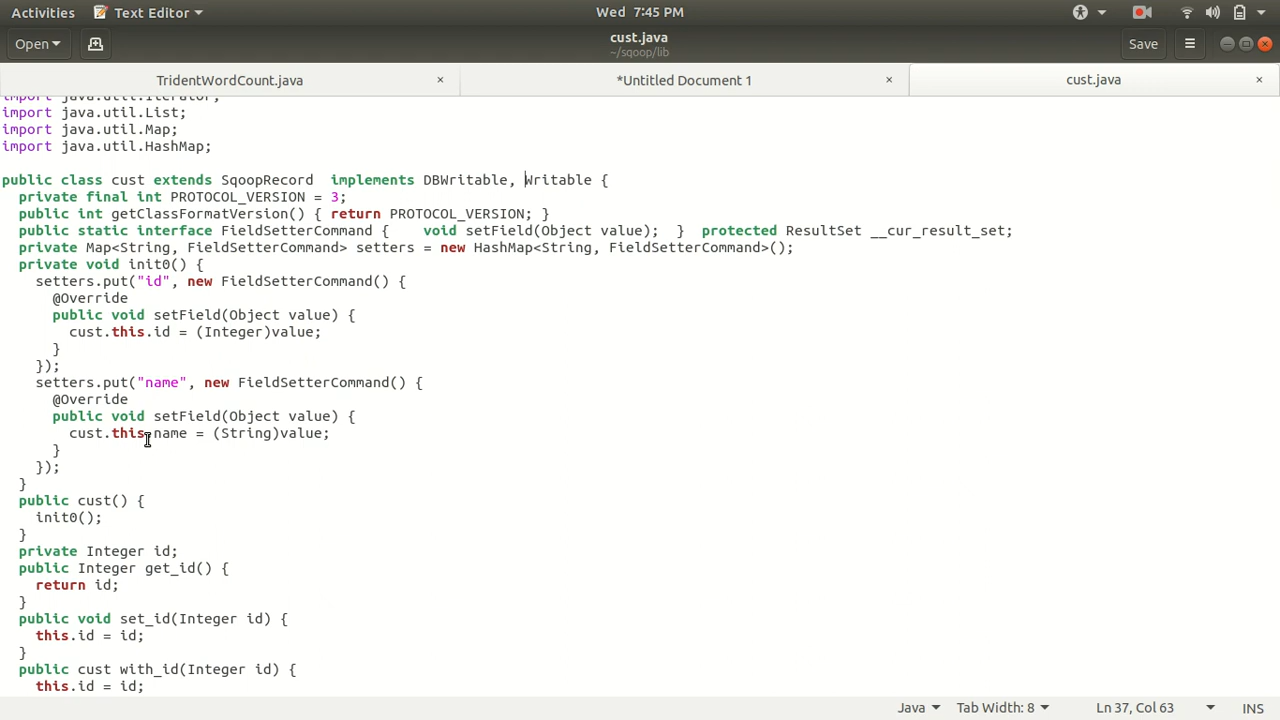 Activities Text Editor Wed 7:45 PM
Open cust.java Save
~/sqoop/lib
TridentWordCount.java × *Untitled Document 1 × cust.java ×
import java.util.Iterator;
import java.util.List;
import java.util.Map;
import java.util.HashMap;
public class cust extends SqoopRecord  implements DBWritable, Writable {
  private final int PROTOCOL_VERSION = 3;
  public int getClassFormatVersion() { return PROTOCOL_VERSION; }
  public static interface FieldSetterCommand {    void setField(Object value);  }  protected ResultSet __cur_result_set;
  private Map<String, FieldSetterCommand> setters = new HashMap<String, FieldSetterCommand>();
  private void init0() {
    setters.put("id", new FieldSetterCommand() {
      @Override
      public void setField(Object value) {
        cust.this.id = (Integer)value;
      }
    });
    setters.put("name", new FieldSetterCommand() {
      @Override
      public void setField(Object value) {
        cust.this.name = (String)value;
      }
    });
  }
  public cust() {
    init0();
  }
  private Integer id;
  public Integer get_id() {
    return id;
  }
  public void set_id(Integer id) {
    this.id = id;
  }
  public cust with_id(Integer id) {
    this.id = id;
Java Tab Width: 8 Ln 37, Col 63 INS